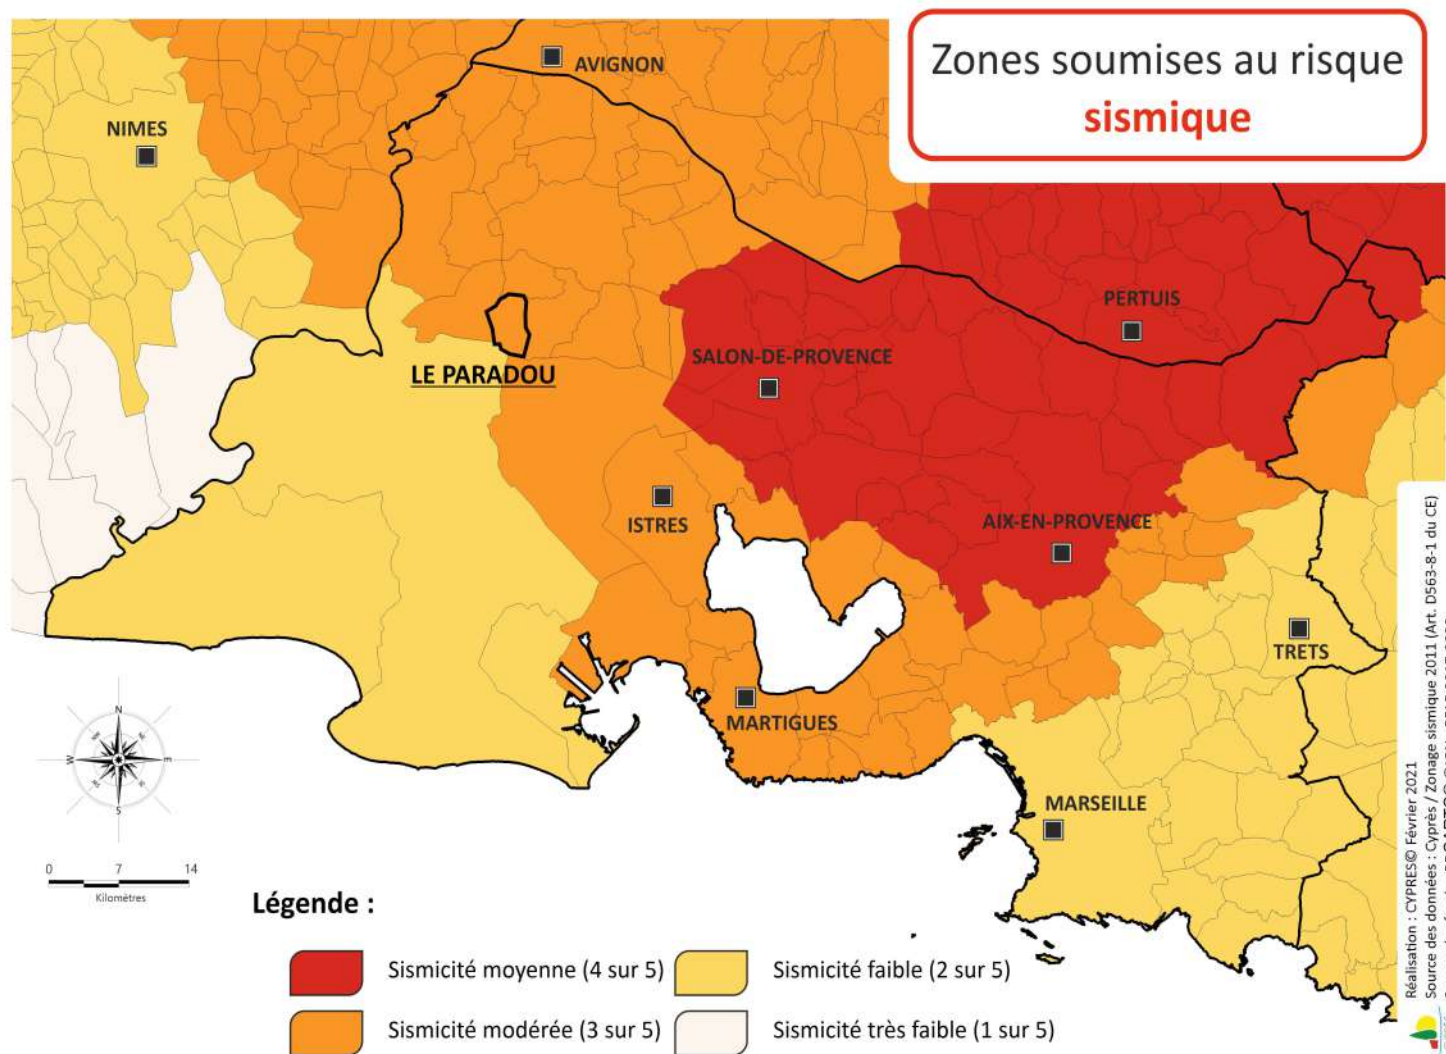 Zones soumises au risque
sismique
AVIGNON
NIMES
PERTUIS
SALON-DE-PROVENCE
LE PARADOU
ISTRES
AIX-EN-PROVENCE
TRETS
MARTIGUES
MARSEILLE
N
W
E
S
0 7 14
Kilomètres
Légende :
Sismicité moyenne (4 sur 5)
Sismicité faible (2 sur 5)
Sismicité modérée (3 sur 5)
Sismicité très faible (1 sur 5)
Réalisation : CYPRES© Février 2021
Source des données : Cyprès / Zonage sismique 2011 (Art. D563-8-1 du CE)